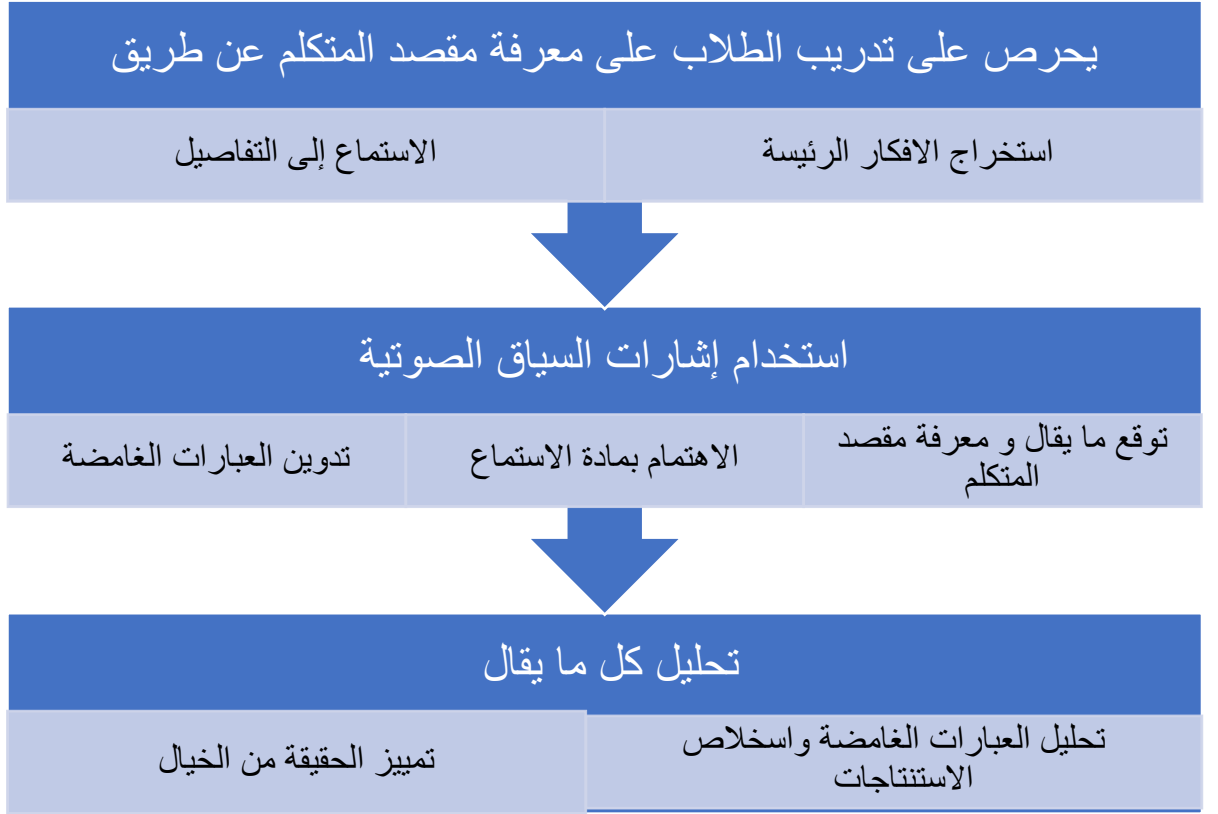 يحرص على تدريب الطلاب على معرفة مقصد المتكلم عن طريق
استخراج الافكار الرئيسة
الاستماع إلى التفاصيل
استخدام إشارات السياق الصوتية
توقع ما يقال و معرفة مقصد
المتكلم
الاهتمام بمادة الاستماع
تدوين العبارات الغامضة
تحليل كل ما يقال
تحليل العبارات الغامضة واسخلاص
الاستنتاجات
تمييز الحقيقة من الخيال